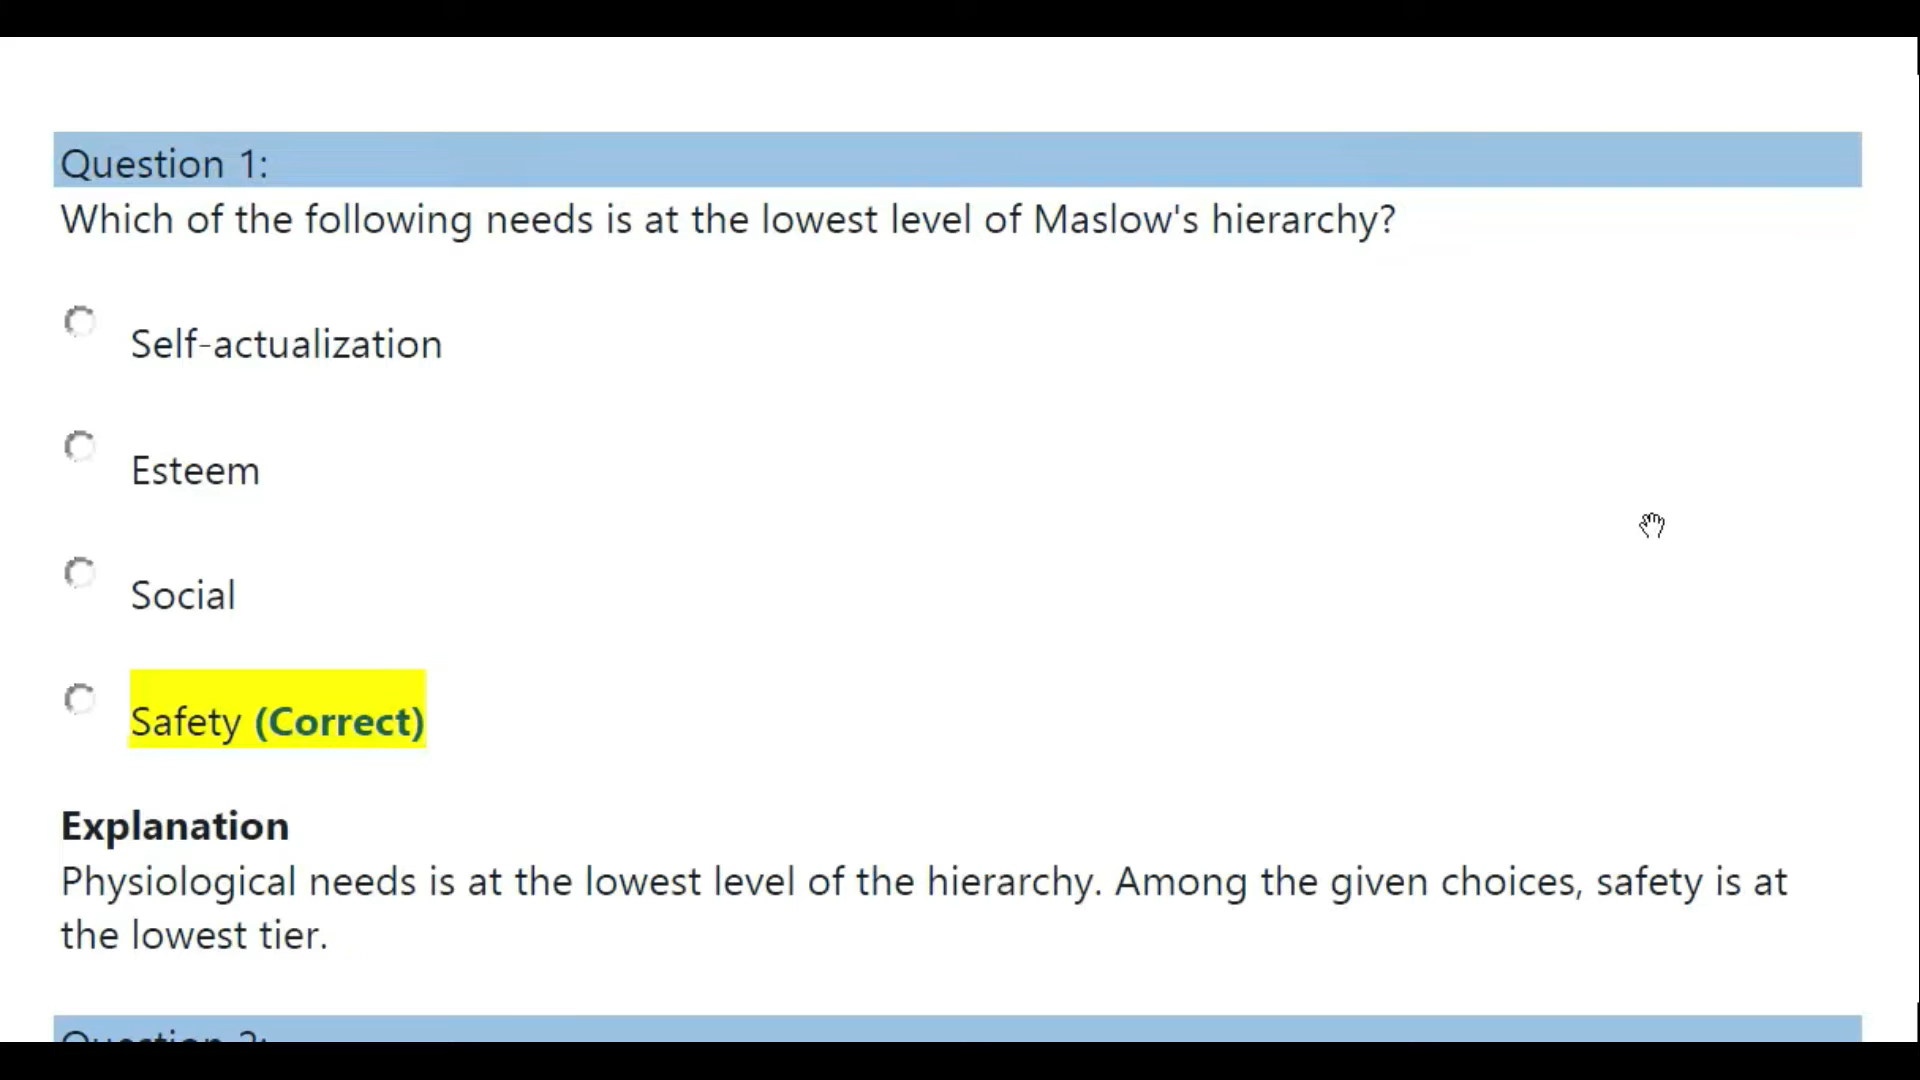 Question 1:
Which of the following needs is at the lowest level of Maslow's hierarchy?
Self-actualization
Esteem
Social
Safety (Correct)
Explanation
Physiological needs is at the lowest level of the hierarchy. Among the given choices, safety is at
the lowest tier.
Question 2: